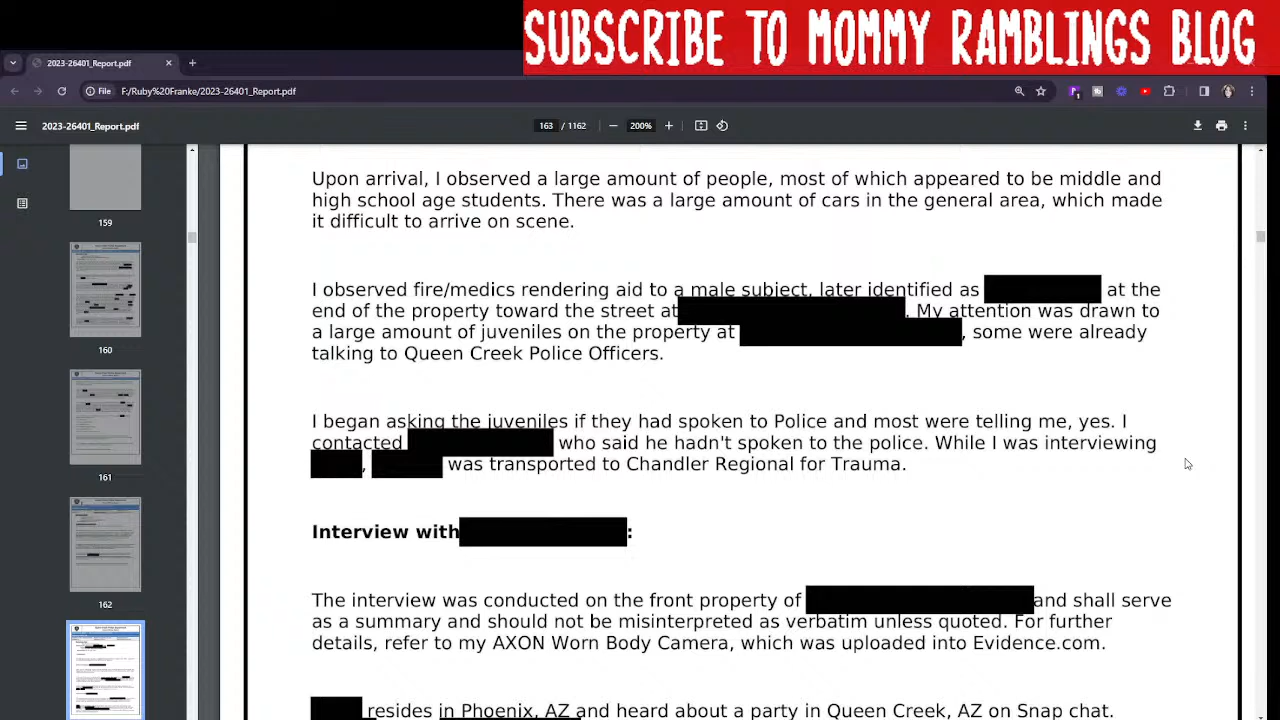 SUBSCRIBE TO MOMMY RAMBLINGS BLOG
2023-26401_Report.pdf
File F:/Ruby%20Franke/2023-26401_Report.pdf
2023-26401_Report.pdf 163 / 1162 200%
159
160
161
162
Upon arrival, I observed a large amount of people, most of which appeared to be middle and
high school age students. There was a large amount of cars in the general area, which made
it difficult to arrive on scene.
I observed fire/medics rendering aid to a male subject, later identified as at the
end of the property toward the street at . My attention was drawn to
a large amount of juveniles on the property at , some were already
talking to Queen Creek Police Officers.
I began asking the juveniles if they had spoken to Police and most were telling me, yes. I
contacted who said he hadn't spoken to the police. While I was interviewing
, was transported to Chandler Regional for Trauma.
Interview with :
The interview was conducted on the front property of and shall serve
as a summary and should not be misinterpreted as verbatim unless quoted. For further
details, refer to my AXON Worn Body Camera, which was uploaded into Evidence.com.
resides in Phoenix, AZ and heard about a party in Queen Creek, AZ on Snap chat.